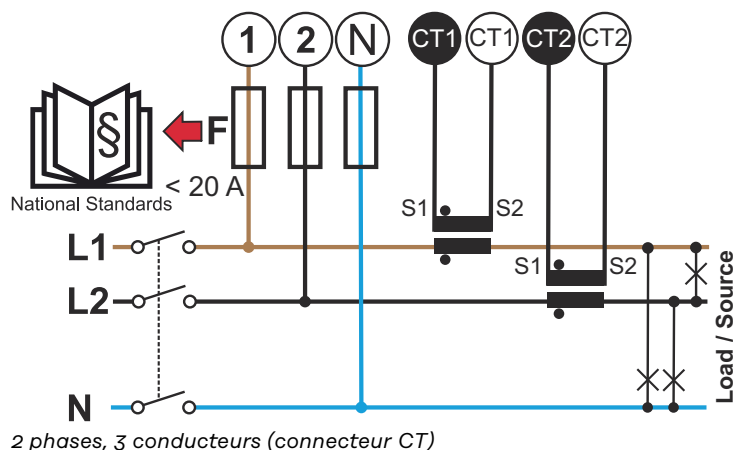 1 2 N CT1 CT1 CT2 CT2
§
F
National Standards
< 20 A
S1 S2
L1
S1 S2
L2
Load / Source
N
2 phases, 3 conducteurs (connecteur CT)